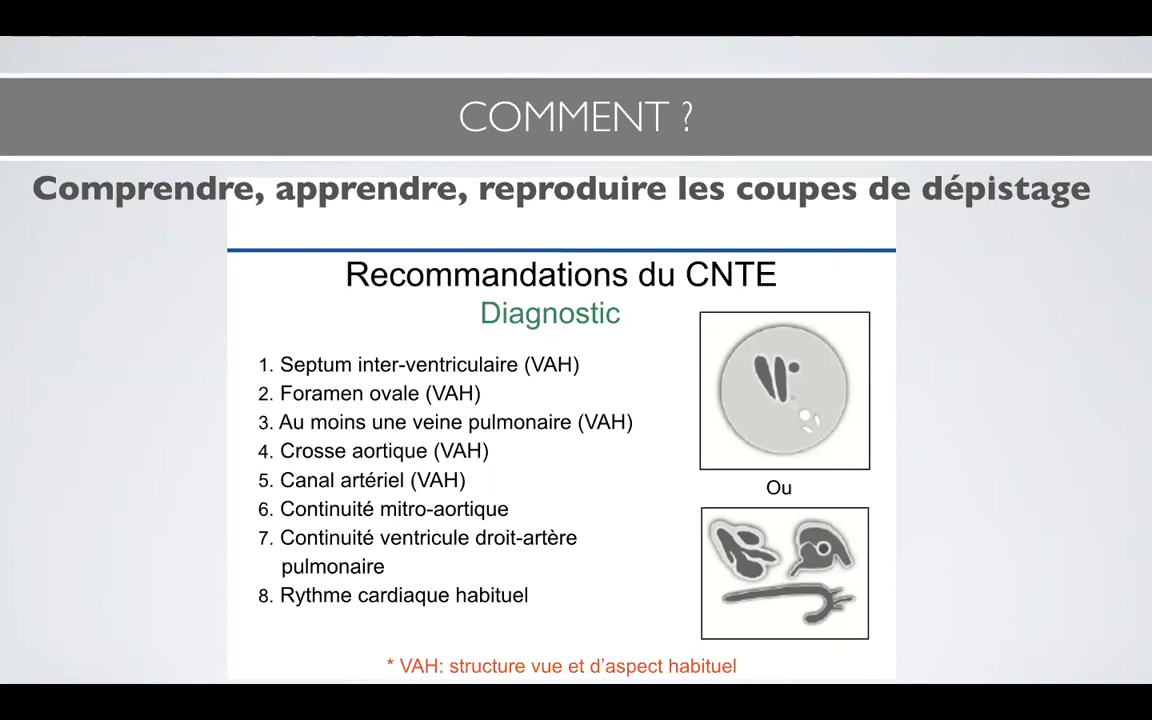 COMMENT ?
Comprendre, apprendre, reproduire les coupes de dépistage
Recommandations du CNTE
Diagnostic
1. Septum inter-ventriculaire (VAH)
2. Foramen ovale (VAH)
3. Au moins une veine pulmonaire (VAH)
4. Crosse aortique (VAH)
5. Canal artériel (VAH)
6. Continuité mitro-aortique
7. Continuité ventricule droit-artère
pulmonaire
8. Rythme cardiaque habituel
Ou
* VAH: structure vue et d’aspect habituel